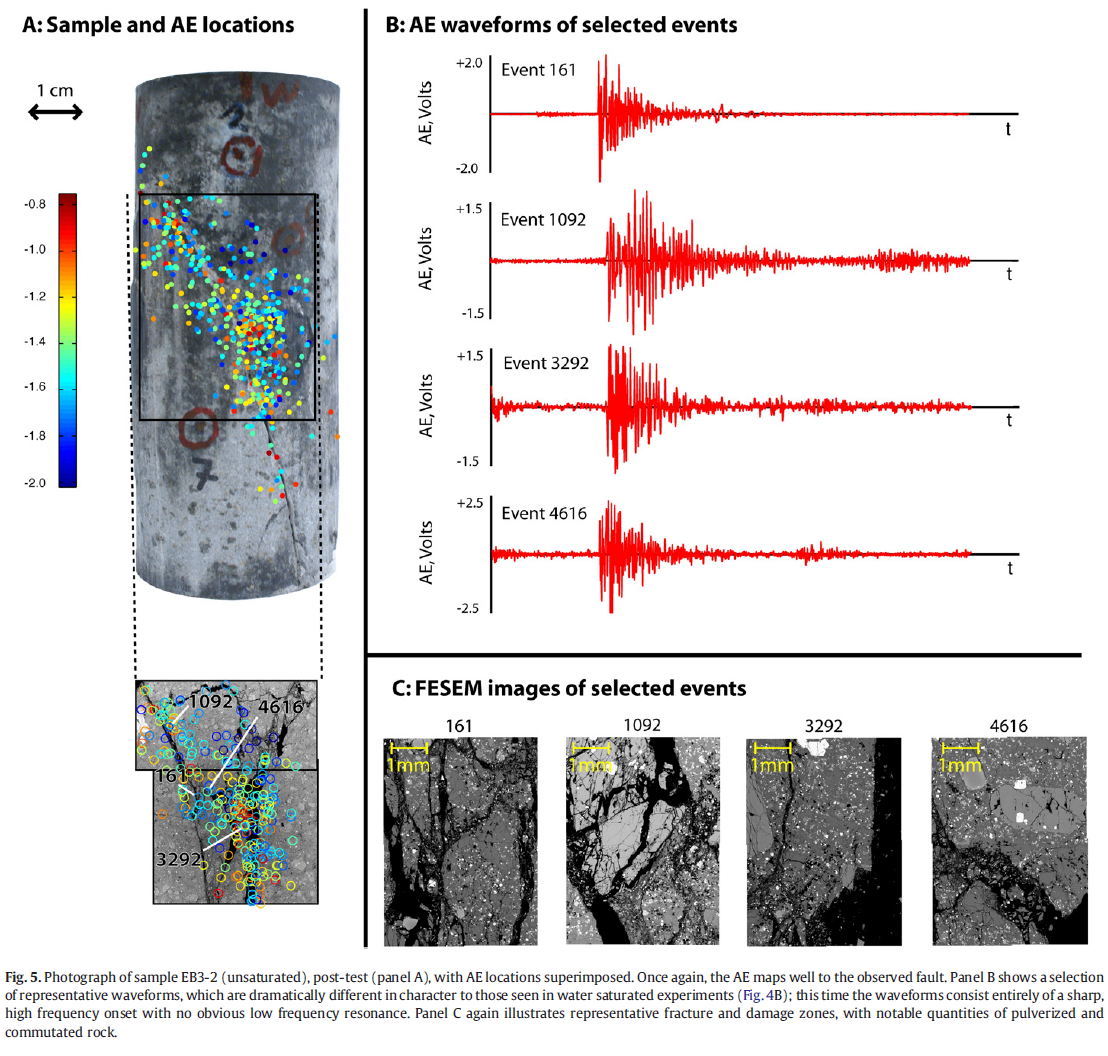 A: Sample and AE locations
1 cm
W
2
7
-0.8
-1.0
-1.2
-1.4
-1.6
-1.8
-2.0
1092
4616
161
3292
B: AE waveforms of selected events
+2.0
Event 161
AE, Volts
t
-2.0
+1.5
Event 1092
AE, Volts
t
-1.5
+1.5
Event 3292
AE, Volts
t
-1.5
+2.5
Event 4616
AE, Volts
t
-2.5
C: FESEM images of selected events
161 1092 3292 4616
1mm 1mm 1mm 1mm
Fig. 5. Photograph of sample EB3-2 (unsaturated), post-test (panel A), with AE locations superimposed. Once again, the AE maps well to the observed fault. Panel B shows a selection
of representative waveforms, which are dramatically different in character to those seen in water saturated experiments (Fig. 4B); this time the waveforms consist entirely of a sharp,
high frequency onset with no obvious low frequency resonance. Panel C again illustrates representative fracture and damage zones, with notable quantities of pulverized and
commutated rock.